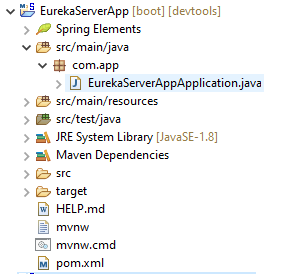 EurekaServerApp [boot] [devtools]
Spring Elements
src/main/java
com.app
EurekaServerAppApplication.java
src/main/resources
src/test/java
JRE System Library [JavaSE-1.8]
Maven Dependencies
src
target
HELP.md
mvnw
mvnw.cmd
pom.xml